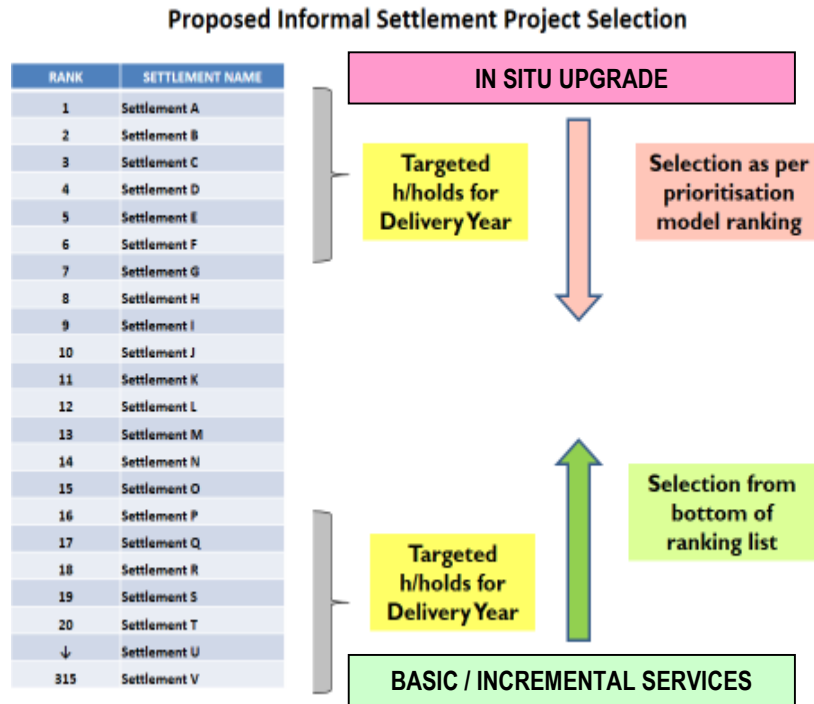 Proposed Informal Settlement Project Selection
RANK SETTLEMENT NAME
1 Settlement A
2 Settlement B
3 Settlement C
4 Settlement D
5 Settlement E
6 Settlement F
7 Settlement G
8 Settlement H
9 Settlement I
10 Settlement J
11 Settlement K
12 Settlement L
13 Settlement M
14 Settlement N
15 Settlement O
16 Settlement P
17 Settlement Q
18 Settlement R
19 Settlement S
20 Settlement T
↓ Settlement U
315 Settlement V
IN SITU UPGRADE
Targeted
h/holds for
Delivery Year
Selection as per
prioritisation
model ranking
Selection from
bottom of
ranking list
Targeted
h/holds for
Delivery Year
BASIC / INCREMENTAL SERVICES